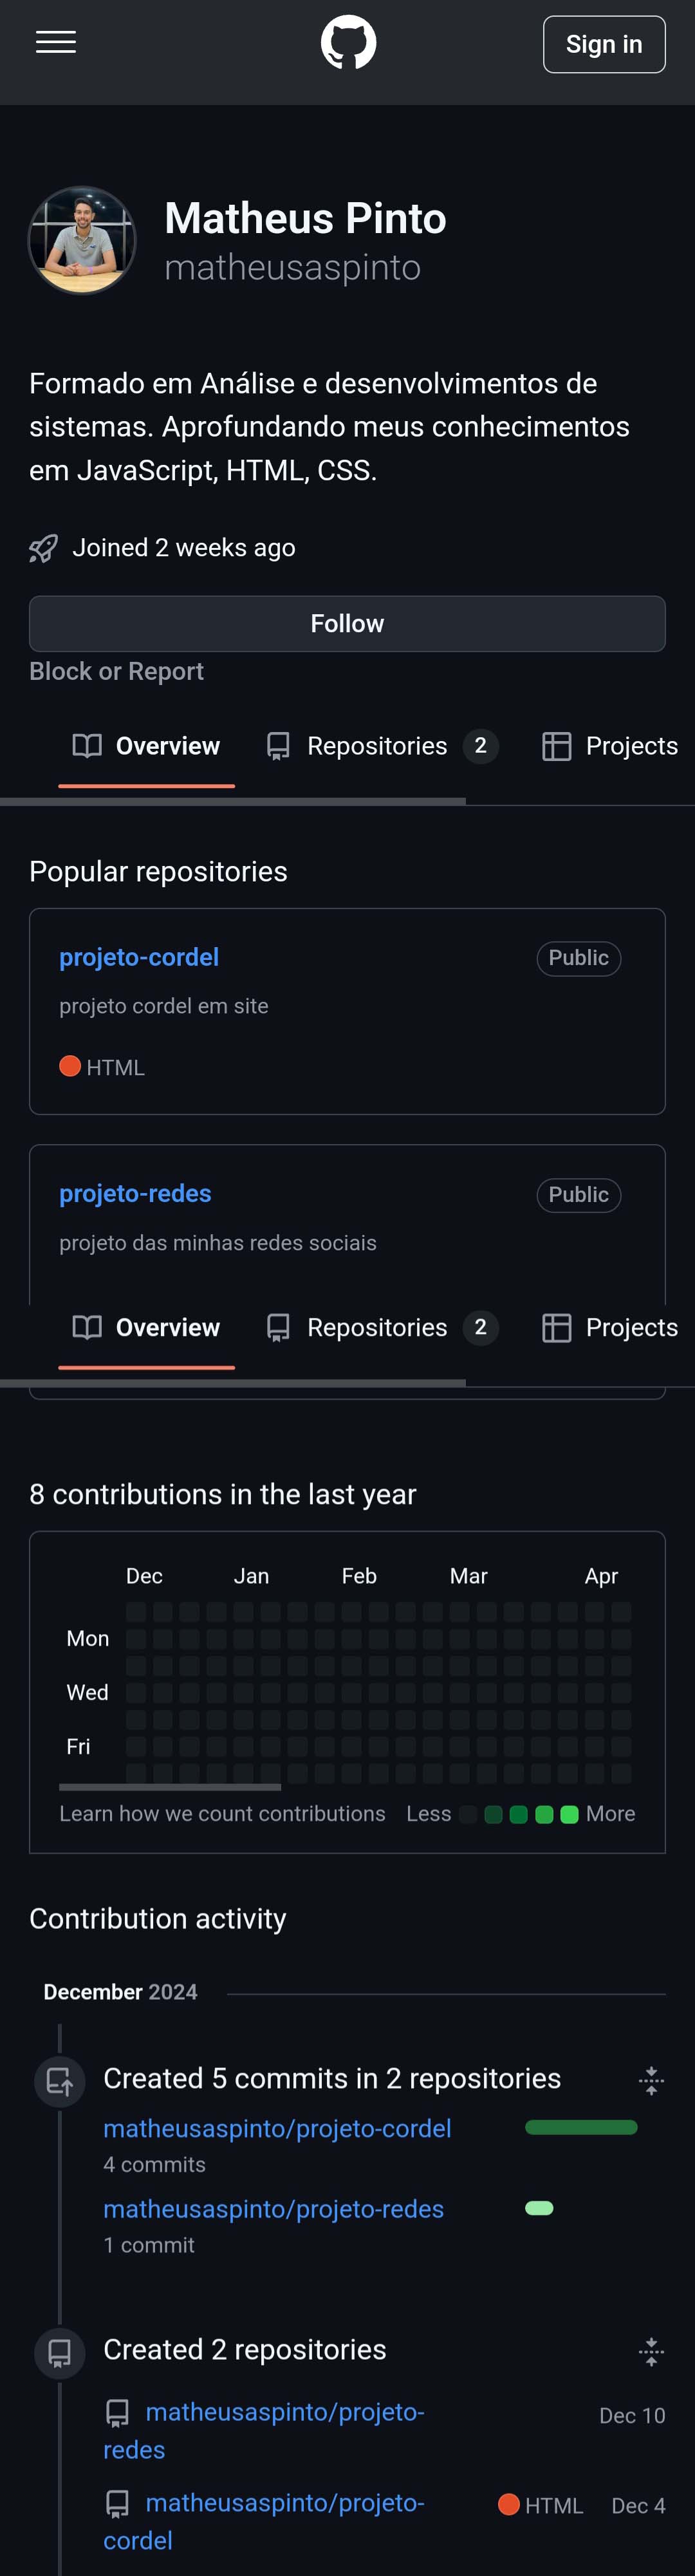 Sign in
Matheus Pinto
matheusaspinto
Formado em Análise e desenvolvimentos de
sistemas. Aprofundando meus conhecimentos
em JavaScript, HTML, CSS.
Joined 2 weeks ago
Follow
Block or Report
Overview Repositories 2 Projects
Popular repositories
projeto-cordel Public
projeto cordel em site
HTML
projeto-redes Public
projeto das minhas redes sociais
Overview Repositories 2 Projects
8 contributions in the last year
Dec Jan Feb Mar Apr
Mon
Wed
Fri
Learn how we count contributions Less More
Contribution activity
December 2024
Created 5 commits in 2 repositories
matheusaspinto/projeto-cordel
4 commits
matheusaspinto/projeto-redes
1 commit
Created 2 repositories
matheusaspinto/projeto- Dec 10
redes
matheusaspinto/projeto- HTML Dec 4
cordel